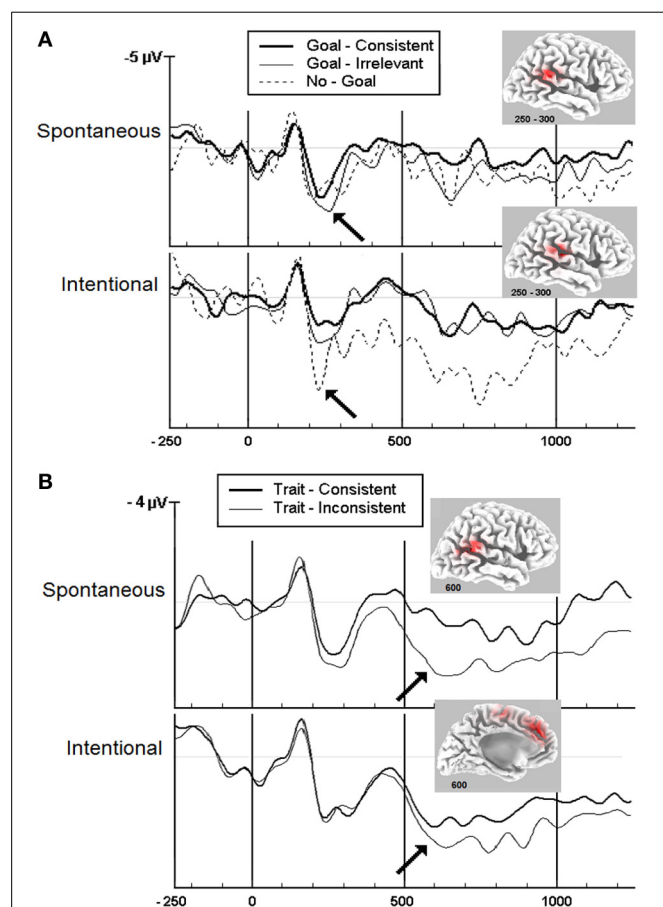 A
Goal - Consistent
Goal - Irrelevant
No - Goal
-5 µV
Spontaneous
250 - 300
Intentional
250 - 300
-250 0 500 1000
B
Trait - Consistent
Trait - Inconsistent
- 4 µV
Spontaneous
600
Intentional
600
-250 0 500 1000